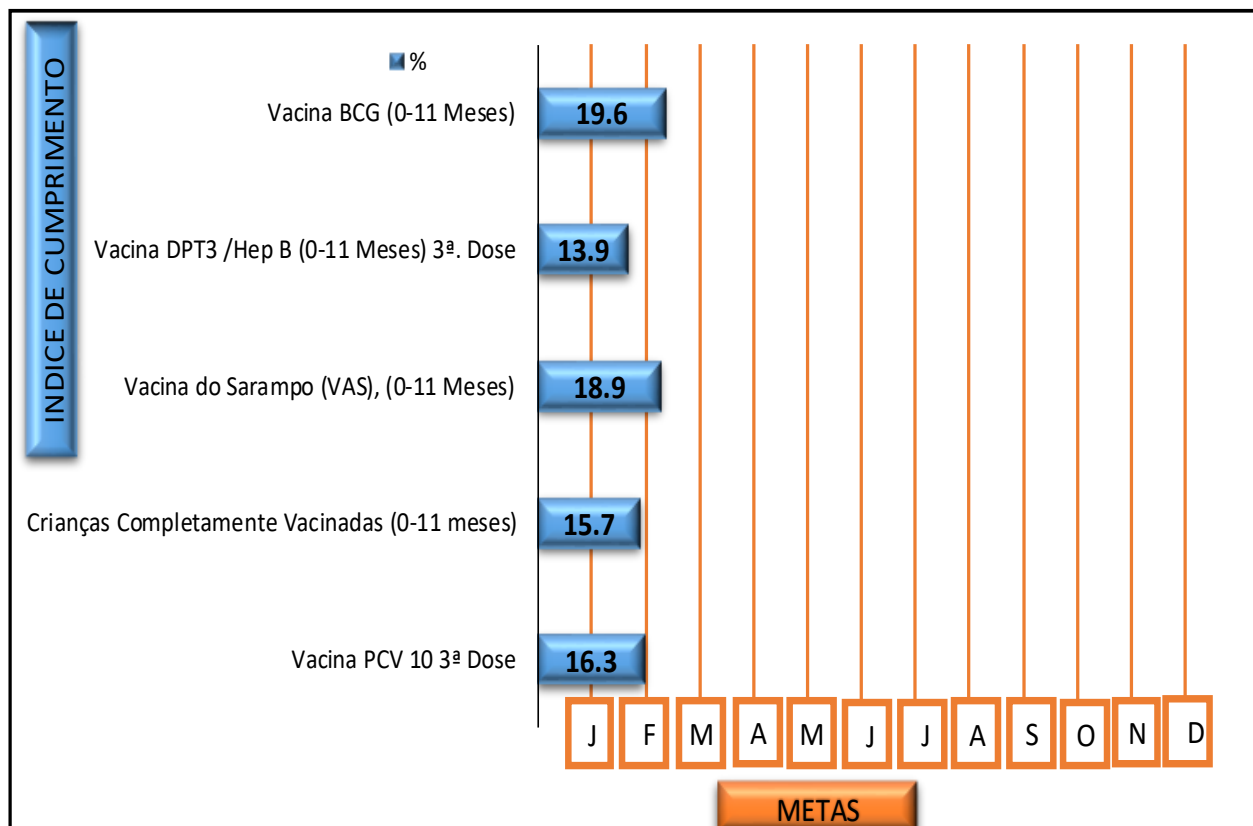 INDICE DE CUMPRIMENTO
%
Vacina BCG (0-11 Meses)
19.6
Vacina DPT3 /Hep B (0-11 Meses) 3ª. Dose
13.9
Vacina do Sarampo (VAS), (0-11 Meses)
18.9
Crianças Completamente Vacinadas (0-11 meses)
15.7
Vacina PCV 10 3ª Dose
16.3
J F M A M J J A S O N D
METAS